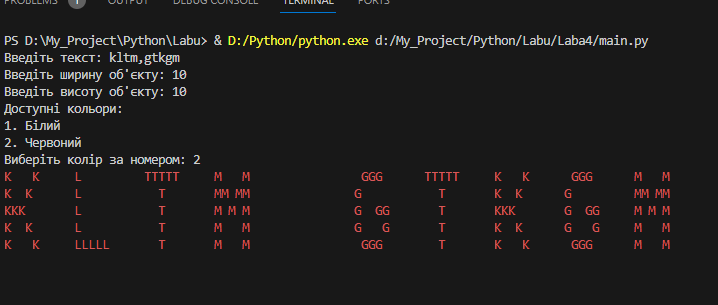 PROBLEMS 1 OUTPUT DEBUG CONSOLE TERMINAL PORTS
PS D:\My_Project\Python\Labu> & D:/Python/python.exe d:/My_Project/Python/Labu/Laba4/main.py
Введіть текст: kltm,gtkgm
Введіть ширину об'єкту: 10
Введіть висоту об'єкту: 10
Доступні кольори:
1. Білий
2. Червоний
Виберіть колір за номером: 2
K   K     L         TTTTT     M   M                GGG     TTTTT     K   K      GGG      M   M
K  K      L           T       MM MM               G          T       K  K      G         MM MM
KKK       L           T       M M M               G  GG      T       KKK       G  GG     M M M
K  K      L           T       M   M               G   G      T       K  K      G   G     M   M
K   K     LLLLL       T       M   M                GGG       T       K   K      GGG      M   M